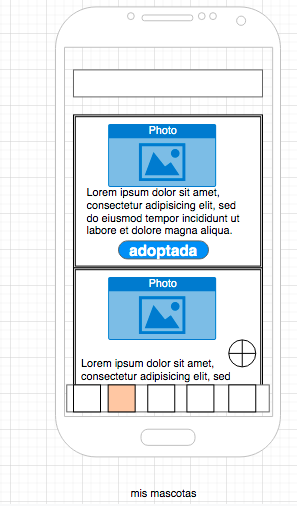 Photo
Lorem ipsum dolor sit amet,
consectetur adipisicing elit, sed
do eiusmod tempor incididunt ut
labore et dolore magna aliqua.
adoptada
Photo
Lorem ipsum dolor sit amet,
consectetur adipisicing elit, sed
mis mascotas